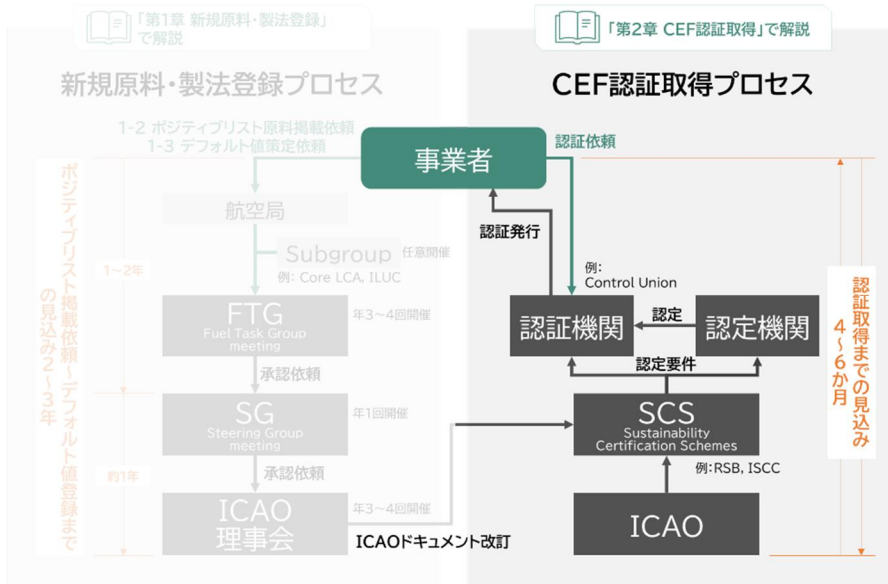 「第1章 新規原料・製法登録」
で解説
新規原料・製法登録プロセス
1-2 ポジティブリスト原料掲載依頼
1-3 デフォルト値策定依頼
航空局
Subgroup
任意開催
例: Core LCA, ILUC
FTG
Fuel Task Group
meeting
年3~4回開催
承認依頼
SG
Steering Group
meeting
年1回開催
承認依頼
ICAO
理事会
年3~4回開催
ポジティブリスト掲載依頼~デフォルト値登録まで
の見込み2~3年
1~2年
約1年
ICAOドキュメント改訂
事業者
「第2章 CEF認証取得」で解説
CEF認証取得プロセス
認証依頼
認証発行
例:
Control Union
認証機関
認定
認定機関
認定要件
SCS
Sustainability
Certification Schemes
例:RSB, ISCC
ICAO
認証取得までの見込み
4~6か月